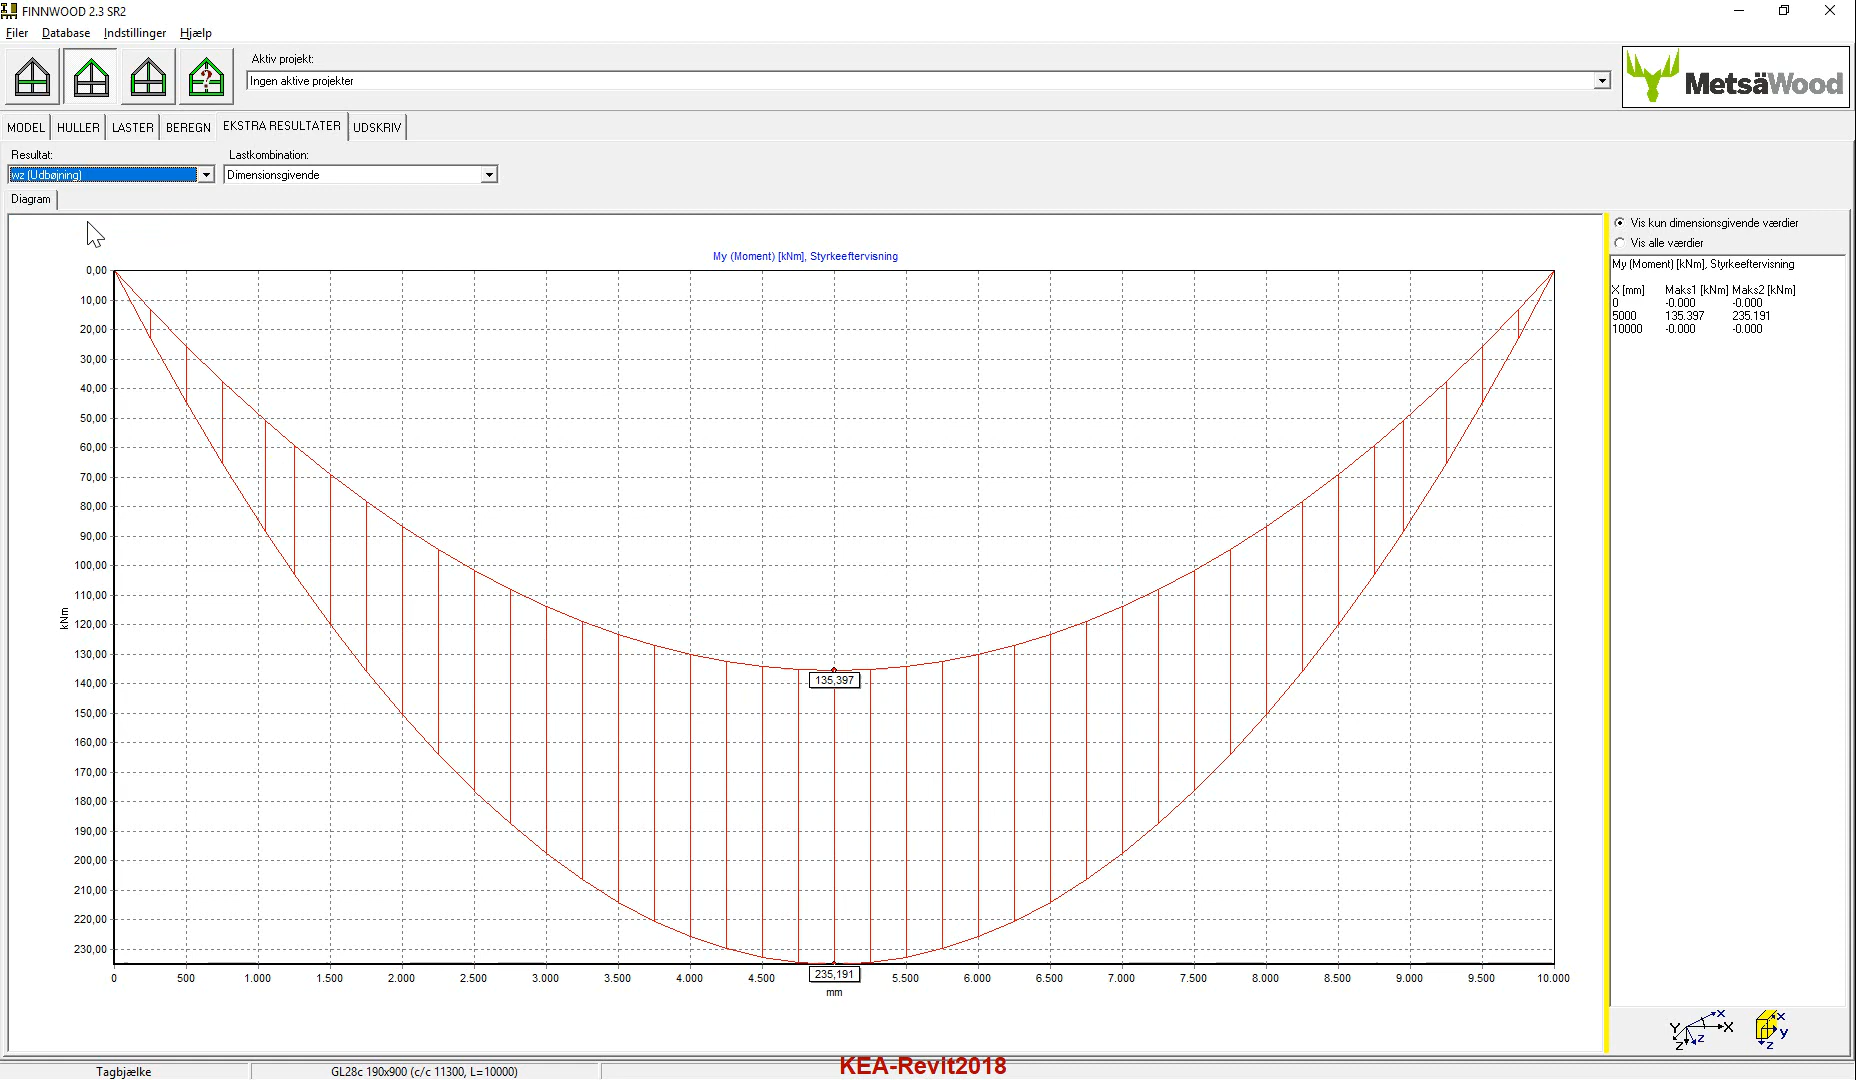 FINNWOOD 2.3 SR2
Filer Database Indstillinger Hjælp
Aktiv projekt:
Ingen aktive projekter
MetsäWood
MODEL HULLER LASTER BEREGN EKSTRA RESULTATER UDSKRIV
Resultat: Lastkombination:
wz (Udbøjning) Dimensionsgivende
Diagram
My (Moment) [kNm], Styrkeeftervisning
0,00
10,00
20,00
30,00
40,00
50,00
60,00
70,00
80,00
90,00
100,00
110,00
120,00
130,00
140,00
150,00
160,00
170,00
180,00
190,00
200,00
210,00
220,00
230,00
kNm
135,397
235,191
0 500 1.000 1.500 2.000 2.500 3.000 3.500 4.000 4.500 5.500 6.000 6.500 7.000 7.500 8.000 8.500 9.000 9.500 10.000
mm
Vis kun dimensionsgivende værdier
Vis alle værdier
My (Moment) [kNm], Styrkeeftervisning
X [mm] Maks1 [kNm] Maks2 [kNm]
0 -0.000 -0.000
5000 135.397 235.191
10000 -0.000 -0.000
Y X X Z Z
X Y Z
Tagbjælke
GL28c 190x900 (c/c 11300, L=10000)
KEA-Revit2018